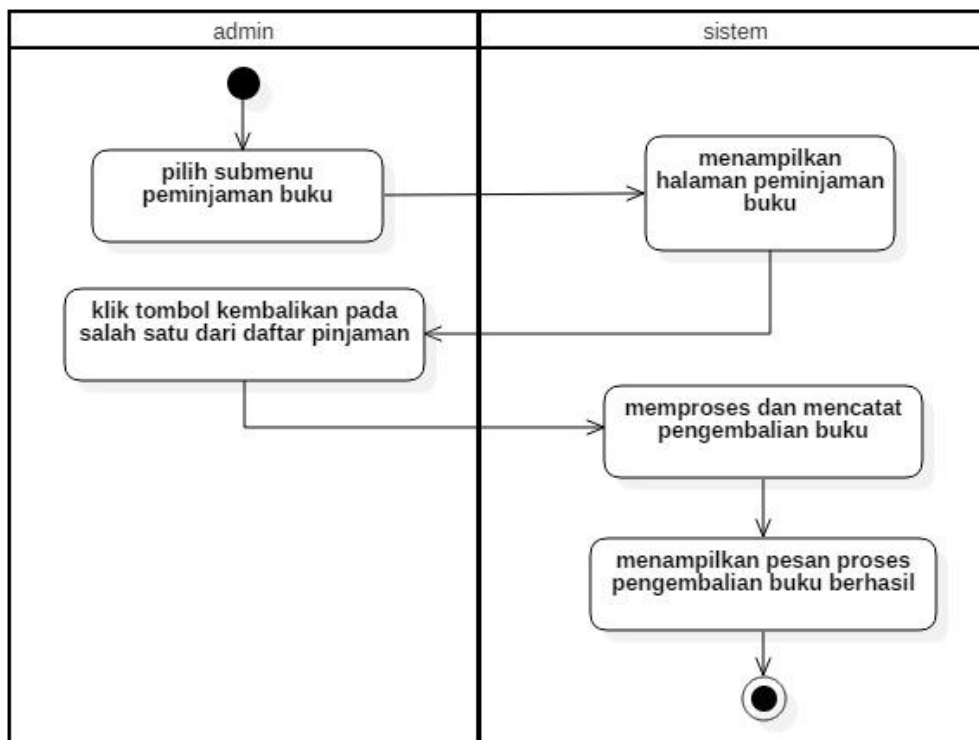 admin
sistem
pilih submenu
peminjaman buku
menampilkan
halaman peminjaman
buku
klik tombol kembalikan pada
salah satu dari daftar pinjaman
memproses dan mencatat
pengembalian buku
menampilkan pesan proses
pengembalian buku berhasil